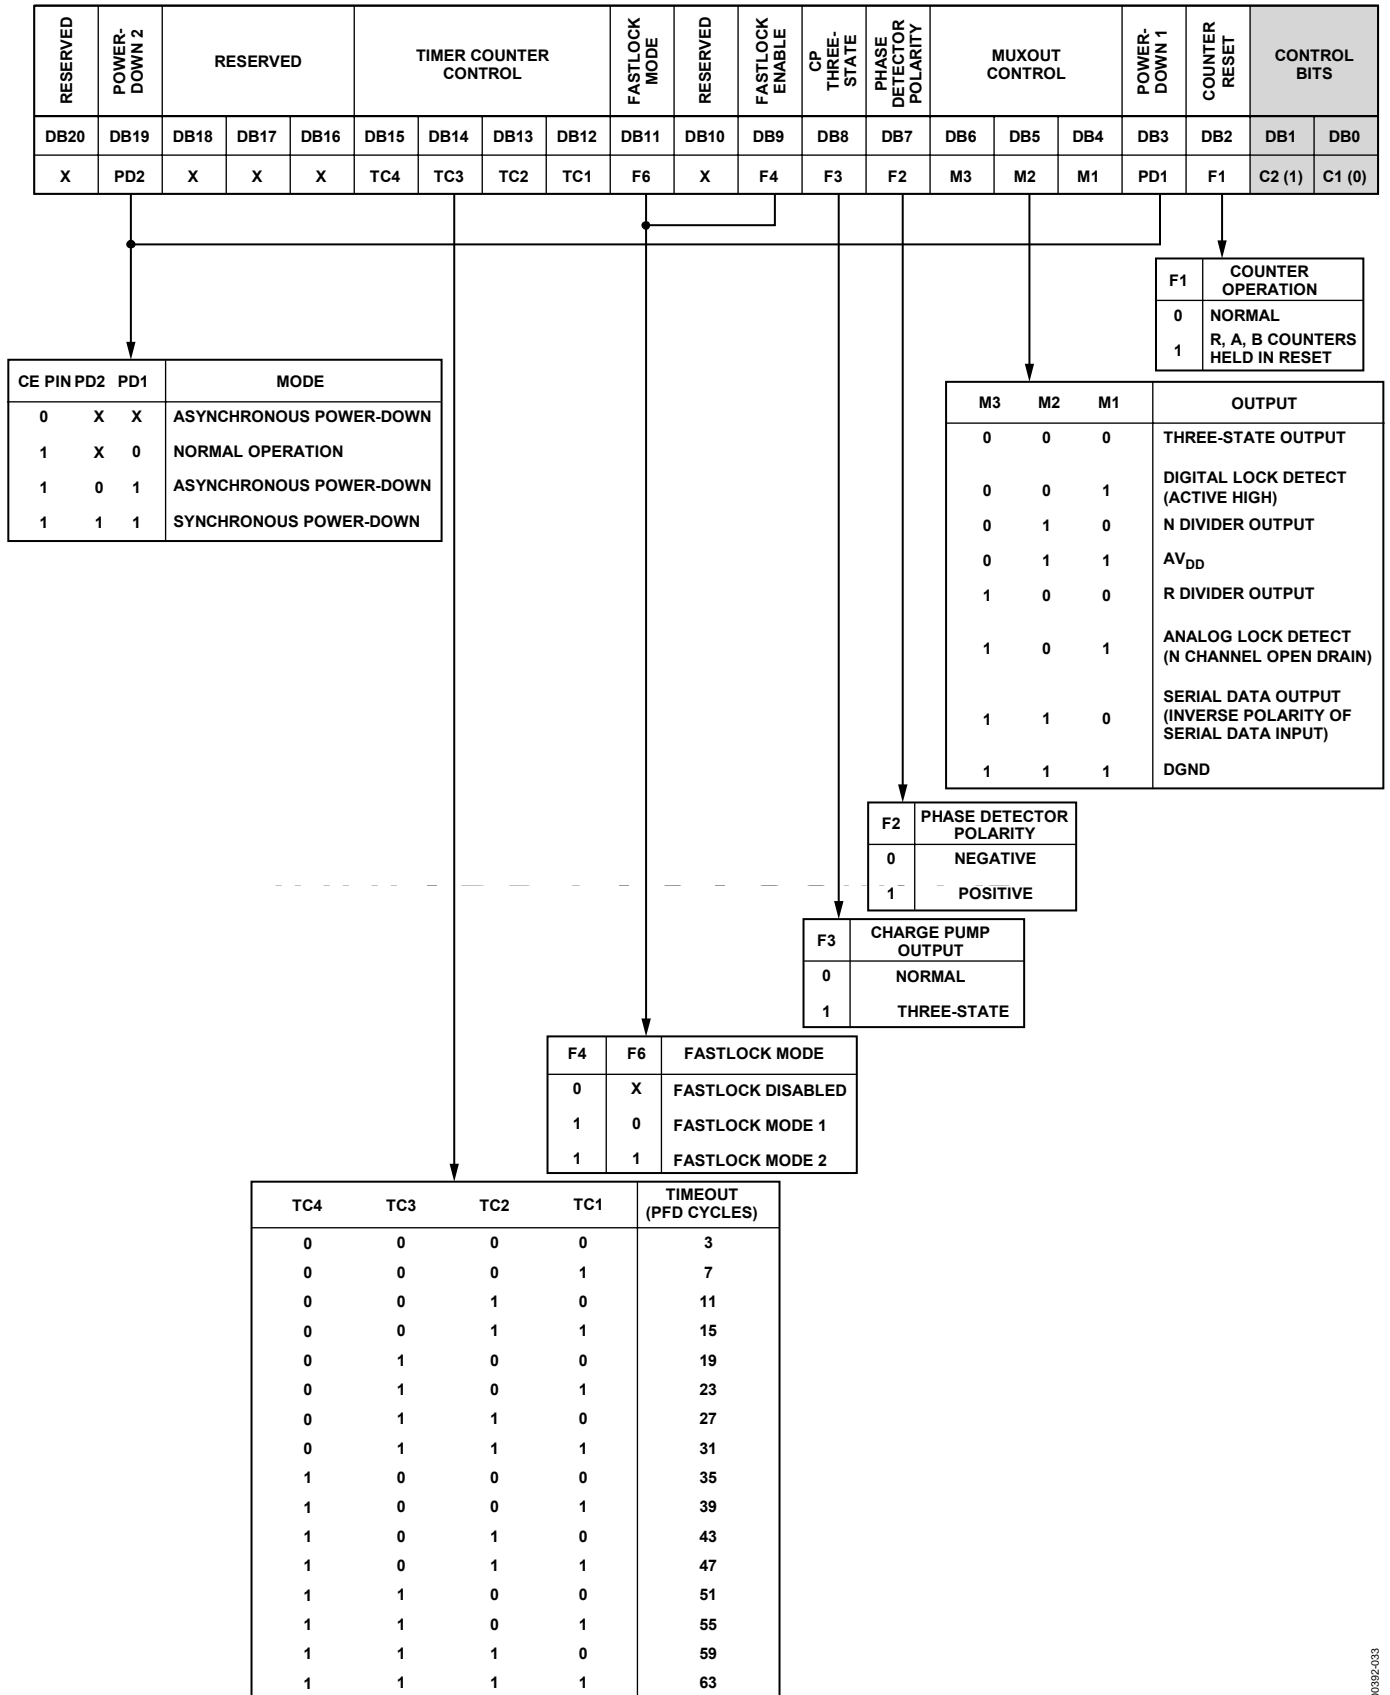 RESERVED
POWER-
DOWN 2
RESERVED
TIMER COUNTER
CONTROL
FASTLOCK
MODE
RESERVED
FASTLOCK
ENABLE
CP
THREE-
STATE
PHASE
DETECTOR
POLARITY
MUXOUT
CONTROL
POWER-
DOWN 1
COUNTER
RESET
CONTROL
BITS
DB20 DB19 DB18 DB17 DB16 DB15 DB14 DB13 DB12 DB11 DB10 DB9 DB8 DB7 DB6 DB5 DB4 DB3 DB2 DB1 DB0
X PD2 X X X TC4 TC3 TC2 TC1 F6 X F4 F3 F2 M3 M2 M1 PD1 F1 C2 (1) C1 (0)
F1 COUNTER
OPERATION
0 NORMAL
1 R, A, B COUNTERS
HELD IN RESET
CE PIN PD2 PD1 MODE
0 X X ASYNCHRONOUS POWER-DOWN
1 X 0 NORMAL OPERATION
1 0 1 ASYNCHRONOUS POWER-DOWN
1 1 1 SYNCHRONOUS POWER-DOWN
M3 M2 M1 OUTPUT
0 0 0 THREE-STATE OUTPUT
0 0 1 DIGITAL LOCK DETECT
(ACTIVE HIGH)
0 1 0 N DIVIDER OUTPUT
0 1 1 AVDD
1 0 0 R DIVIDER OUTPUT
1 0 1 ANALOG LOCK DETECT
(N CHANNEL OPEN DRAIN)
1 1 0 SERIAL DATA OUTPUT
(INVERSE POLARITY OF
SERIAL DATA INPUT)
1 1 1 DGND
F2 PHASE DETECTOR
POLARITY
0 NEGATIVE
1 POSITIVE
F3 CHARGE PUMP
OUTPUT
0 NORMAL
1 THREE-STATE
F4 F6 FASTLOCK MODE
0 X FASTLOCK DISABLED
1 0 FASTLOCK MODE 1
1 1 FASTLOCK MODE 2
TC4 TC3 TC2 TC1 TIMEOUT
(PFD CYCLES)
0 0 0 0 3
0 0 0 1 7
0 0 1 0 11
0 0 1 1 15
0 1 0 0 19
0 1 0 1 23
0 1 1 0 27
0 1 1 1 31
1 0 0 0 35
1 0 0 1 39
1 0 1 0 43
1 0 1 1 47
1 1 0 0 51
1 1 0 1 55
1 1 1 0 59
1 1 1 1 63